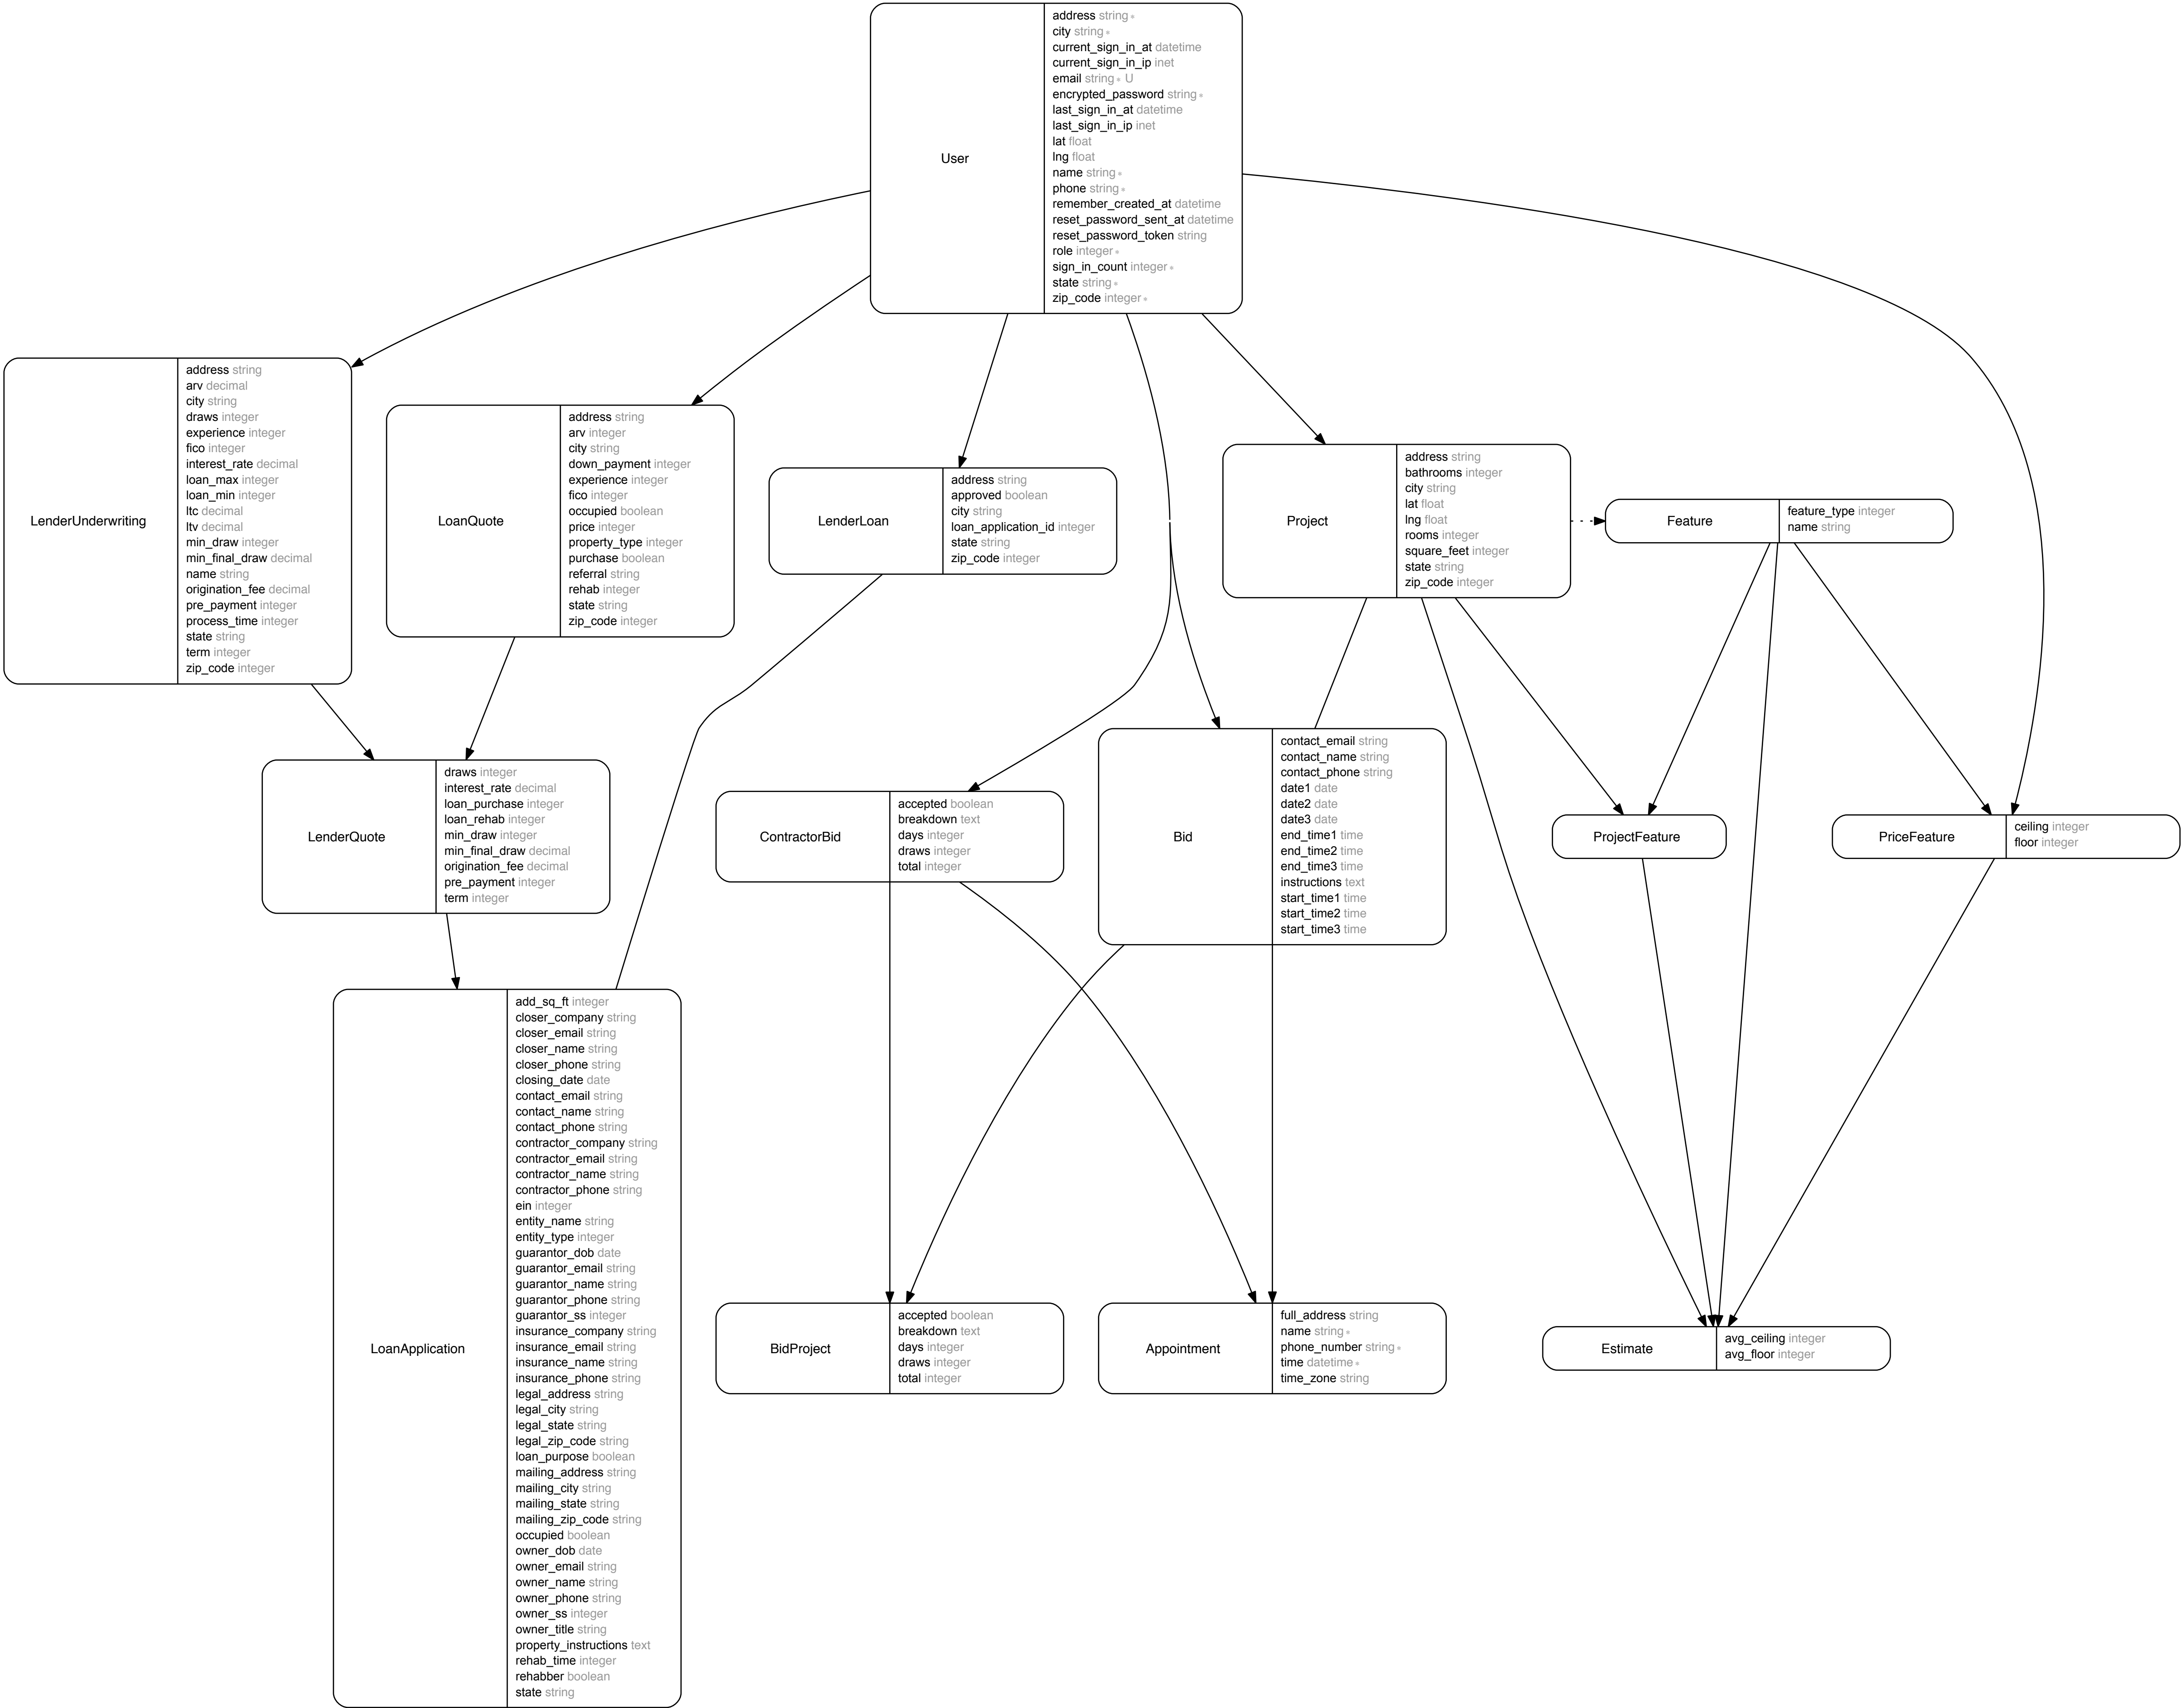 User
address string *
city string *
current_sign_in_at datetime
current_sign_in_ip inet
email string * U
encrypted_password string *
last_sign_in_at datetime
last_sign_in_ip inet
lat float
lng float
name string *
phone string *
remember_created_at datetime
reset_password_sent_at datetime
reset_password_token string
role integer *
sign_in_count integer *
state string *
zip_code integer *
LenderUnderwriting
address string
arv decimal
city string
draws integer
experience integer
fico integer
interest_rate decimal
loan_max integer
loan_min integer
ltc decimal
ltv decimal
min_draw integer
min_final_draw decimal
name string
origination_fee decimal
pre_payment integer
process_time integer
state string
term integer
zip_code integer
LoanQuote
address string
arv integer
city string
down_payment integer
experience integer
fico integer
occupied boolean
price integer
property_type integer
purchase boolean
referral string
rehab integer
state string
zip_code integer
LenderLoan
address string
approved boolean
city string
loan_application_id integer
state string
zip_code integer
Project
address string
bathrooms integer
city string
lat float
lng float
rooms integer
square_feet integer
state string
zip_code integer
Feature
feature_type integer
name string
LenderQuote
draws integer
interest_rate decimal
loan_purchase integer
loan_rehab integer
min_draw integer
min_final_draw decimal
origination_fee decimal
pre_payment integer
term integer
ContractorBid
accepted boolean
breakdown text
days integer
draws integer
total integer
Bid
contact_email string
contact_name string
contact_phone string
date1 date
date2 date
date3 date
end_time1 time
end_time2 time
end_time3 time
instructions text
start_time1 time
start_time2 time
start_time3 time
ProjectFeature
PriceFeature
ceiling integer
floor integer
LoanApplication
add_sq_ft integer
closer_company string
closer_email string
closer_name string
closer_phone string
closing_date date
contact_email string
contact_name string
contact_phone string
contractor_company string
contractor_email string
contractor_name string
contractor_phone string
ein integer
entity_name string
entity_type integer
guarantor_dob date
guarantor_email string
guarantor_name string
guarantor_phone string
guarantor_ss integer
insurance_company string
insurance_email string
insurance_name string
insurance_phone string
legal_address string
legal_city string
legal_state string
legal_zip_code string
loan_purpose boolean
mailing_address string
mailing_city string
mailing_state string
mailing_zip_code string
occupied boolean
owner_dob date
owner_email string
owner_name string
owner_phone string
owner_ss integer
owner_title string
property_instructions text
rehab_time integer
rehabber boolean
state string
BidProject
accepted boolean
breakdown text
days integer
draws integer
total integer
Appointment
full_address string
name string *
phone_number string *
time datetime *
time_zone string
Estimate
avg_ceiling integer
avg_floor integer